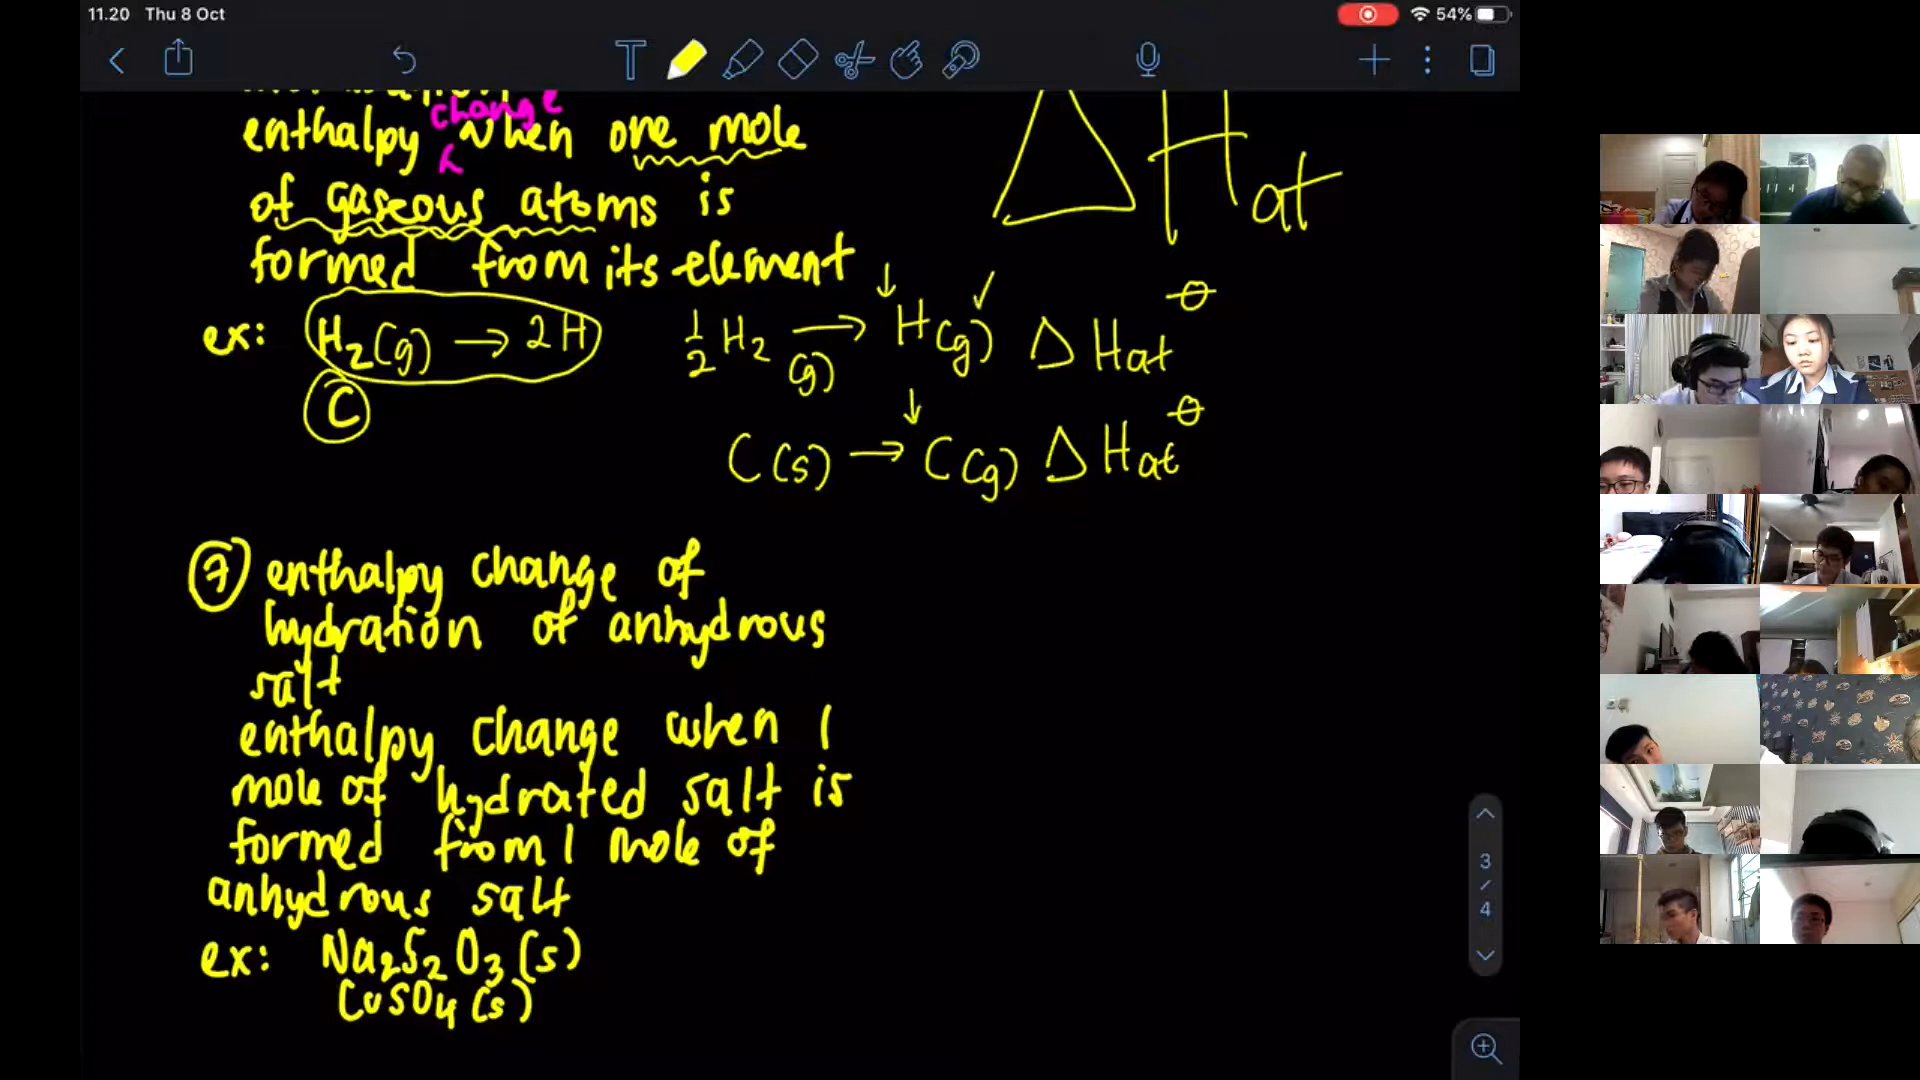 11.20 Thu 8 Oct
54%
T
change
enthalpy when one mole
of gaseous atoms is
formed from its element
ΔHat
ex: H₂(g) → 2H
½H₂(g) → H(g) ΔHat⦵
C
C(s) → C(g) ΔHat⦵
⑦ enthalpy change of
hydration of anhydrous
salt
enthalpy change when 1
mole of hydrated salt is
formed from 1 mole of
anhydrous salt
ex: Na₂S₂O₃(s)
CuSO₄(s)
3
/
4